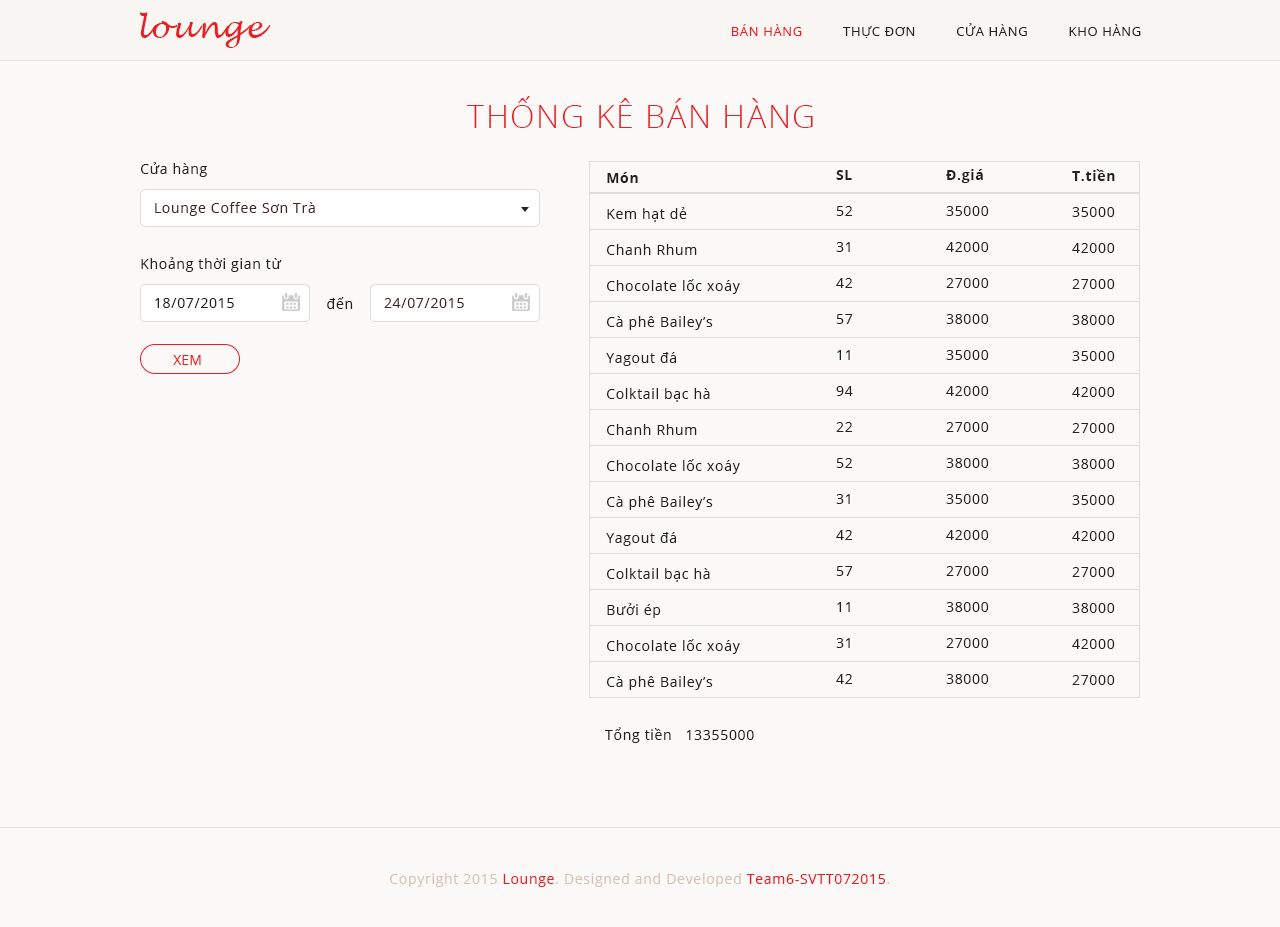 lounge
BÁN HÀNG THỰC ĐƠN CỬA HÀNG KHO HÀNG
THỐNG KÊ BÁN HÀNG
Cửa hàng
Lounge Coffee Sơn Trà
Khoảng thời gian từ
18/07/2015 đến 24/07/2015
XEM
Món SL Đ.giá T.tiền
Kem hạt dẻ 52 35000 35000
Chanh Rhum 31 42000 42000
Chocolate lốc xoáy 42 27000 27000
Cà phê Bailey’s 57 38000 38000
Yagout đá 11 35000 35000
Colktail bạc hà 94 42000 42000
Chanh Rhum 22 27000 27000
Chocolate lốc xoáy 52 38000 38000
Cà phê Bailey’s 31 35000 35000
Yagout đá 42 42000 42000
Colktail bạc hà 57 27000 27000
Bưởi ép 11 38000 38000
Chocolate lốc xoáy 31 27000 42000
Cà phê Bailey’s 42 38000 27000
Tổng tiền 13355000
Copyright 2015 Lounge. Designed and Developed Team6-SVTT072015.